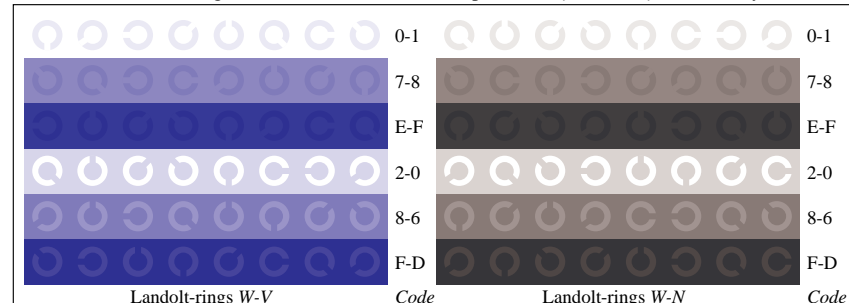 0-1 0-1
7-8 7-8
E-F E-F
2-0 2-0
8-6 8-6
F-D F-D
Landolt-rings W-V Code Landolt-rings W-N Code